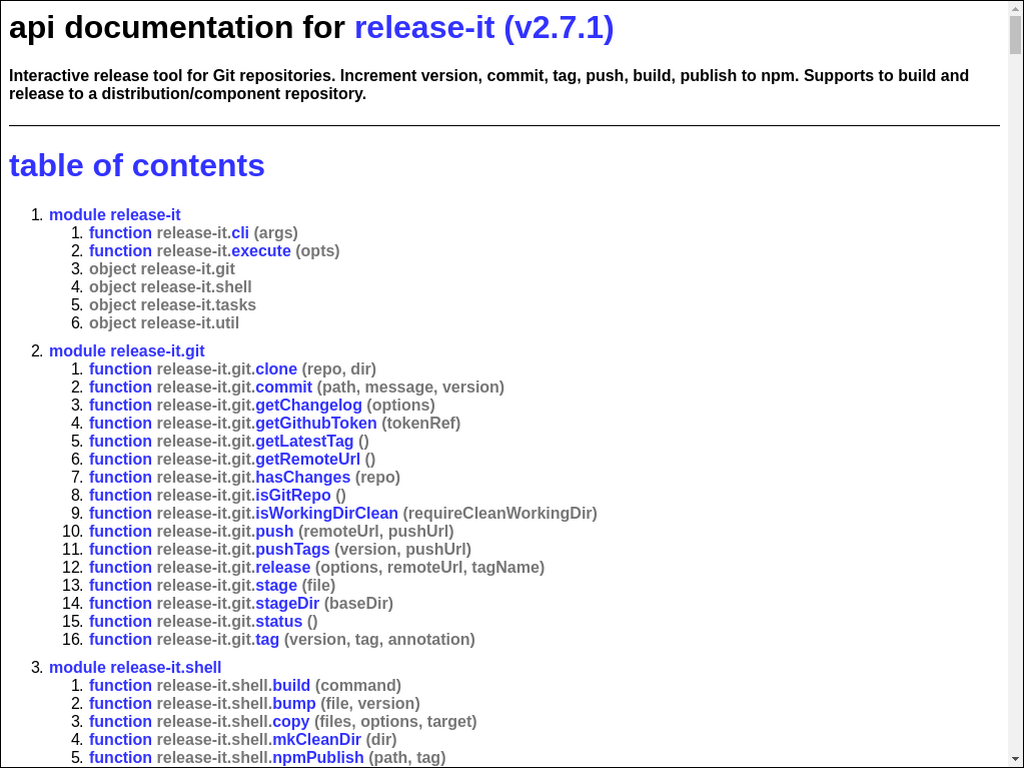 api documentation for release-it (v2.7.1)
Interactive release tool for Git repositories. Increment version, commit, tag, push, build, publish to npm. Supports to build and
release to a distribution/component repository.
table of contents
1. module release-it
1. function release-it.cli (args)
2. function release-it.execute (opts)
3. object release-it.git
4. object release-it.shell
5. object release-it.tasks
6. object release-it.util
2. module release-it.git
1. function release-it.git.clone (repo, dir)
2. function release-it.git.commit (path, message, version)
3. function release-it.git.getChangelog (options)
4. function release-it.git.getGithubToken (tokenRef)
5. function release-it.git.getLatestTag ()
6. function release-it.git.getRemoteUrl ()
7. function release-it.git.hasChanges (repo)
8. function release-it.git.isGitRepo ()
9. function release-it.git.isWorkingDirClean (requireCleanWorkingDir)
10. function release-it.git.push (remoteUrl, pushUrl)
11. function release-it.git.pushTags (version, pushUrl)
12. function release-it.git.release (options, remoteUrl, tagName)
13. function release-it.git.stage (file)
14. function release-it.git.stageDir (baseDir)
15. function release-it.git.status ()
16. function release-it.git.tag (version, tag, annotation)
3. module release-it.shell
1. function release-it.shell.build (command)
2. function release-it.shell.bump (file, version)
3. function release-it.shell.copy (files, options, target)
4. function release-it.shell.mkCleanDir (dir)
5. function release-it.shell.npmPublish (path, tag)